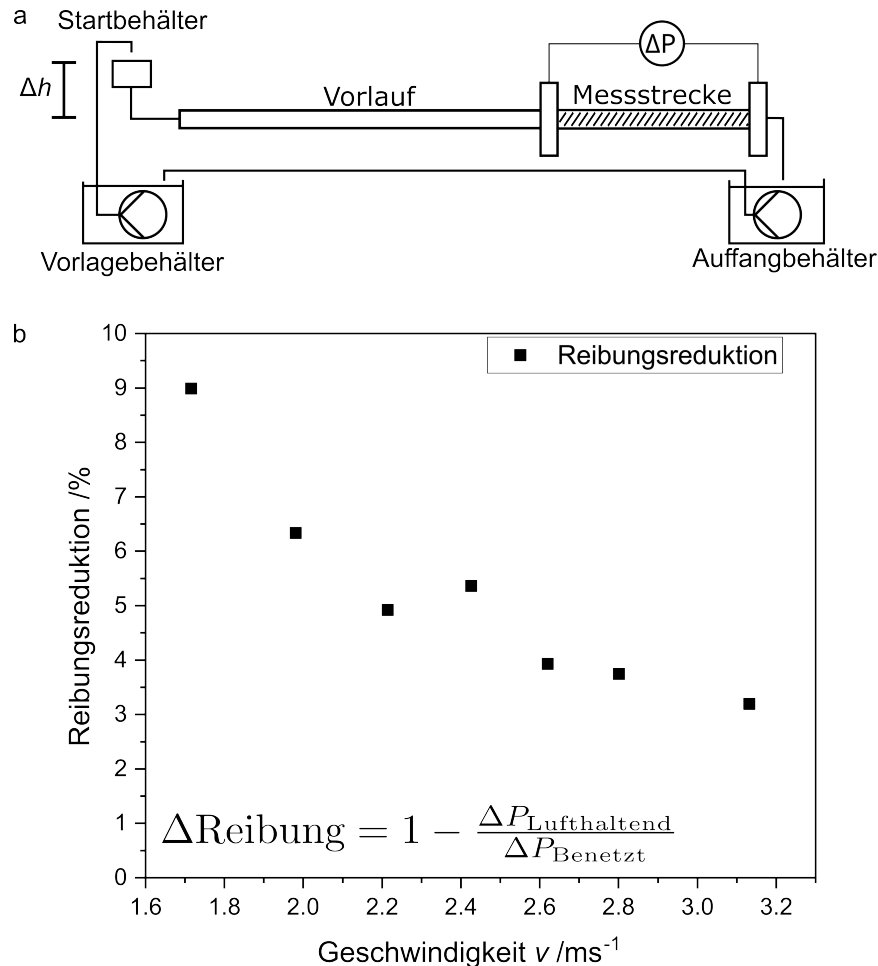 a
Startbehälter
Δh
Vorlauf
Messstrecke
ΔP
Vorlagebehälter
Auffangbehälter
b
Reibungsreduktion
Reibungsreduktion /%
10
9
8
7
6
5
4
3
2
1
0
ΔReibung = 1 − ΔP_Lufthaltend / ΔP_Benetzt
1.6 1.8 2.0 2.2 2.4 2.6 2.8 3.0 3.2
Geschwindigkeit v /ms⁻¹